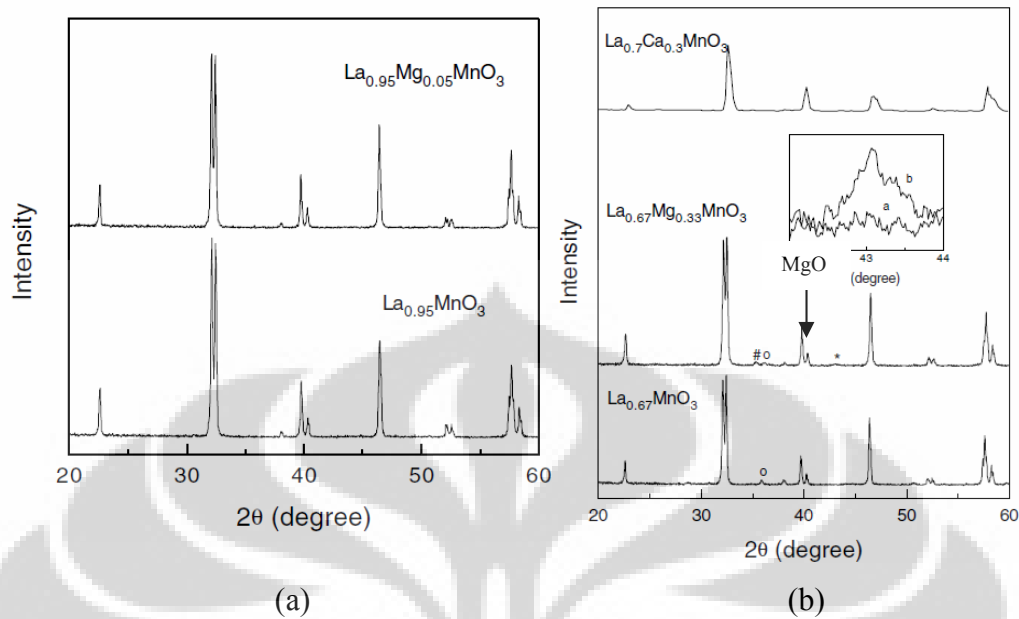 La0.95Mg0.05MnO3
La0.95MnO3
Intensity
20 30 40 50 60
2θ (degree)
(a)
La0.7Ca0.3MnO3
b
a
La0.67Mg0.33MnO3
43 44
MgO (degree)
# o *
La0.67MnO3
o
Intensity
20 30 40 50 60
2θ (degree)
(b)